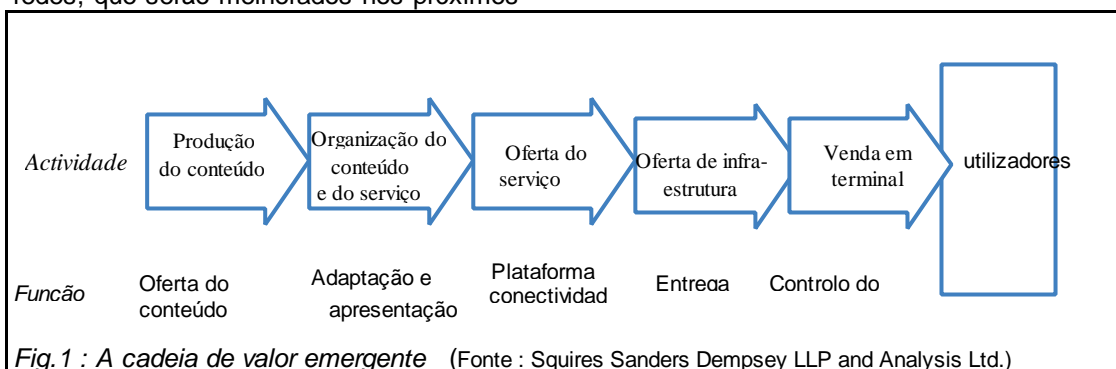 Todos, que serão melhorados nos próximos
Actividade
Produção
do conteúdo
Organização do
conteúdo
e do serviço
Oferta do
serviço
Oferta de infra-
estrutura
Venda em
terminal
utilizadores
Função
Oferta do
conteúdo
Adaptação e
apresentação
Plataforma
conectividad
Entrega
Controlo do
Fig.1 : A cadeia de valor emergente (Fonte : Squires Sanders Dempsey LLP and Analysis Ltd.)